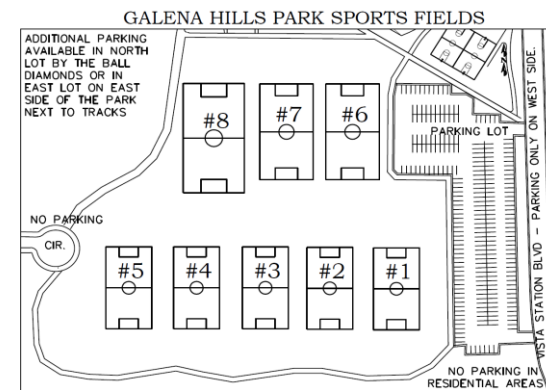 GALENA HILLS PARK SPORTS FIELDS
ADDITIONAL PARKING
AVAILABLE IN NORTH
LOT BY THE BALL
DIAMONDS OR IN
EAST LOT ON EAST
SIDE OF THE PARK
NEXT TO TRACKS
#8
#7
#6
PARKING LOT
VISTA STATION BLVD - PARKING ONLY ON WEST SIDE.
NO PARKING
CIR.
#5
#4
#3
#2
#1
NO PARKING IN
RESIDENTIAL AREAS